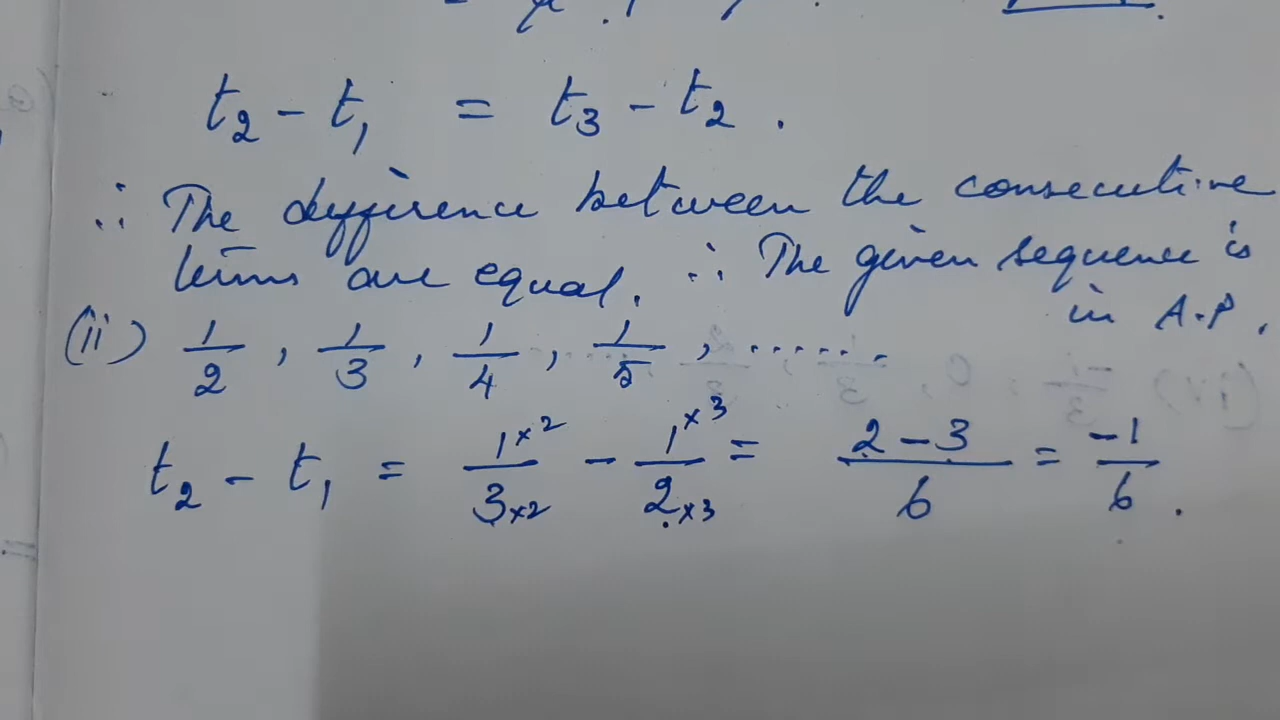 t₂ - t₁ = t₃ - t₂ .
∴ The difference between the consecutive
terms are equal. ∴ The given sequence is
in A.P.
(ii) 1/2 , 1/3 , 1/4 , 1/5 , ......
t₂ - t₁ = 1×2/3×2 - 1×3/2×3 = 2-3/6 = -1/6 .